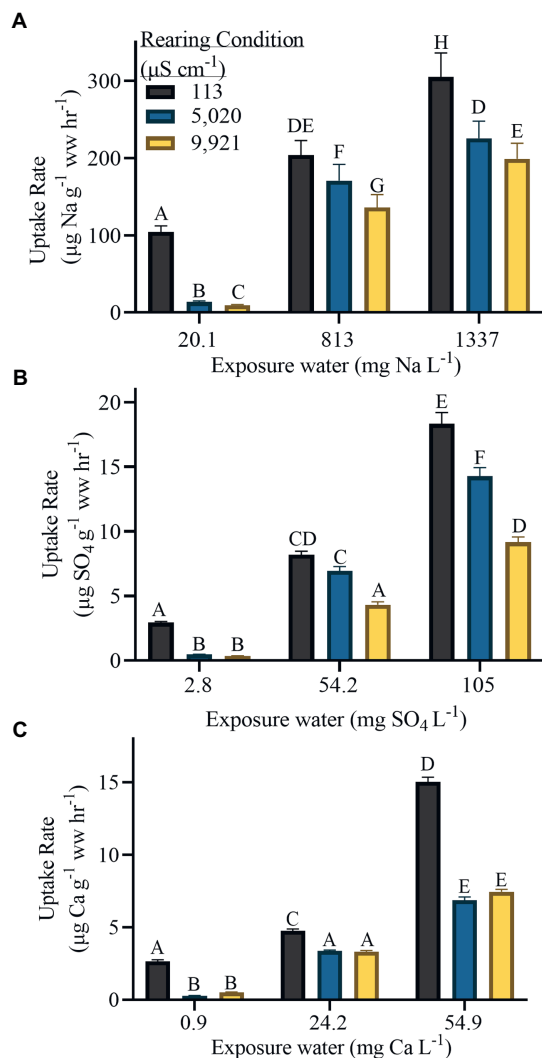 A
Rearing Condition
(μS cm⁻¹)
113
5,020
9,921
Uptake Rate
(μg Na g⁻¹ ww hr⁻¹)
300
200
100
0
A
B
C
DE
F
G
H
D
E
20.1
813
1337
Exposure water (mg Na L⁻¹)
B
Uptake Rate
(μg SO₄ g⁻¹ ww hr⁻¹)
20
15
10
5
0
A
B
B
CD
C
A
E
F
D
2.8
54.2
105
Exposure water (mg SO₄ L⁻¹)
C
Uptake Rate
(μg Ca g⁻¹ ww hr⁻¹)
15
10
5
0
A
B
B
C
A
A
D
E
E
0.9
24.2
54.9
Exposure water (mg Ca L⁻¹)